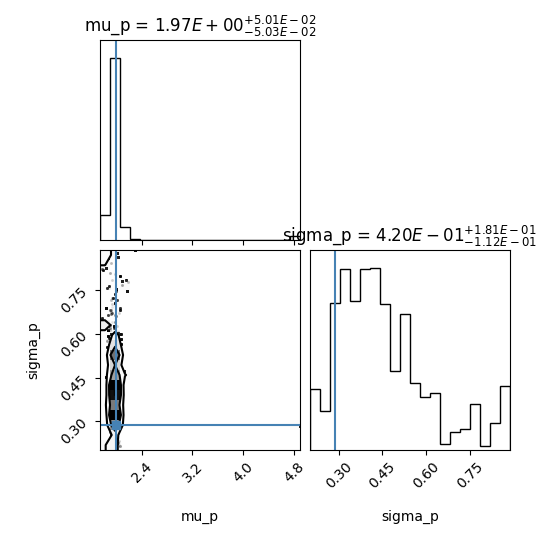 mu_p = 1.97E+00^{+5.01E-02}_{-5.03E-02}
sigma_p = 4.20E-01^{+1.81E-01}_{-1.12E-01}
0.75
0.60
0.45
0.30
sigma_p
2.4 3.2 4.0 4.8
0.30 0.45 0.60 0.75
mu_p
sigma_p